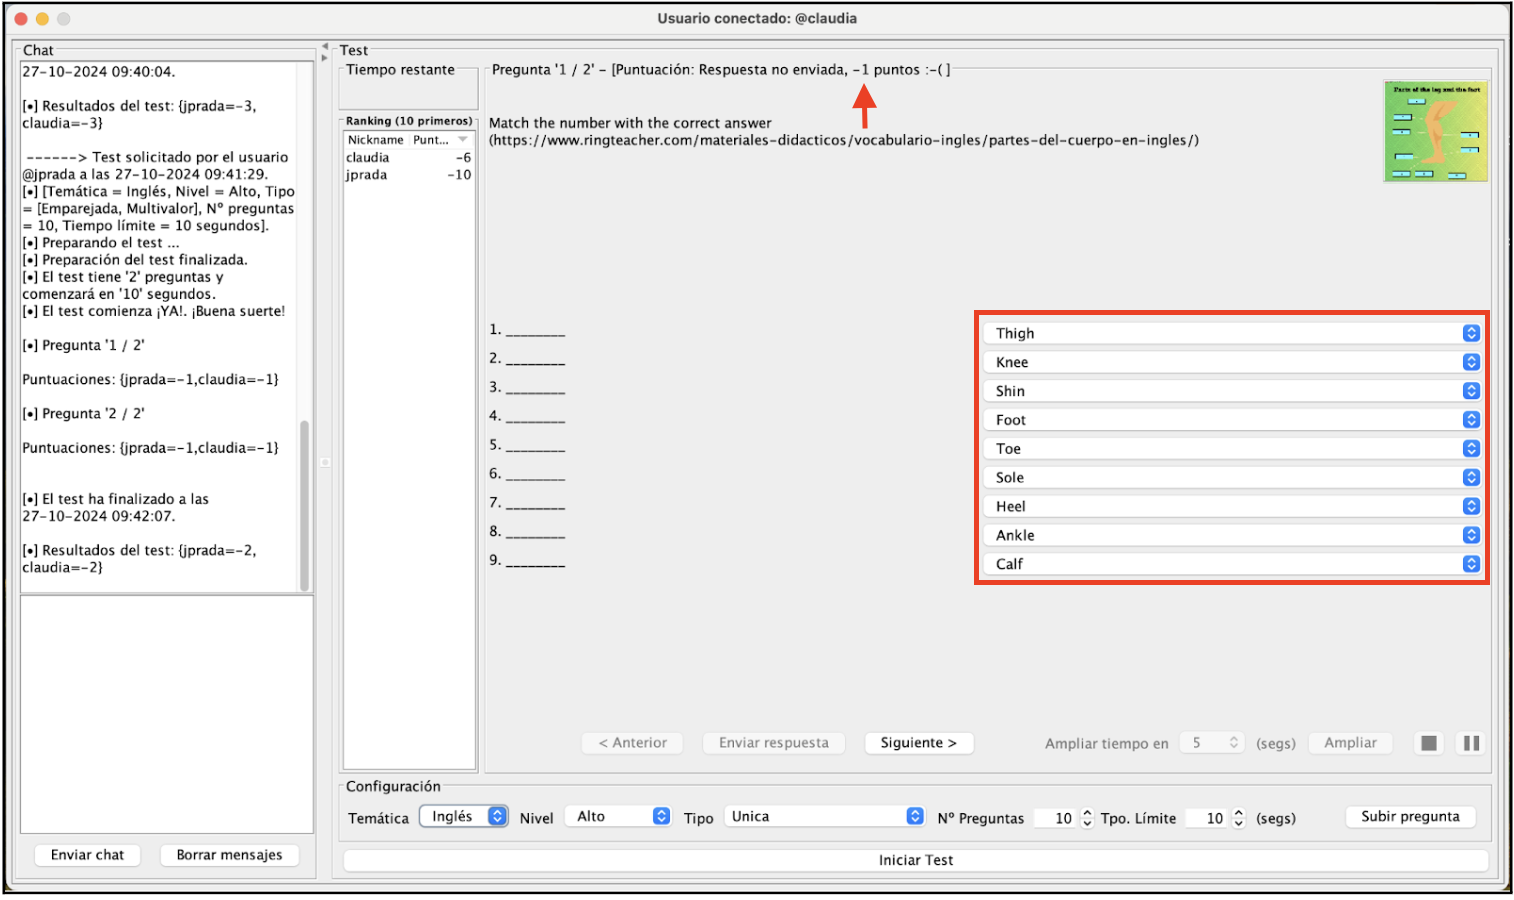 Usuario conectado: @claudia
Chat
27-10-2024 09:40:04.
[•] Resultados del test: {jprada=-3,
claudia=-3}
------> Test solicitado por el usuario
@jprada a las 27-10-2024 09:41:29.
[•] [Temática = Inglés, Nivel = Alto, Tipo
= [Emparejada, Multivalor], Nº preguntas
= 10, Tiempo límite = 10 segundos].
[•] Preparando el test ...
[•] Preparación del test finalizada.
[•] El test tiene '2' preguntas y
comenzará en '10' segundos.
[•] El test comienza ¡YA!. ¡Buena suerte!
[•] Pregunta '1 / 2'
Puntuaciones: {jprada=-1,claudia=-1}
[•] Pregunta '2 / 2'
Puntuaciones: {jprada=-1,claudia=-1}
[•] El test ha finalizado a las
27-10-2024 09:42:07.
[•] Resultados del test: {jprada=-2,
claudia=-2}
Enviar chat Borrar mensajes
Test
Tiempo restante
Ranking (10 primeros)
Nickname Punt...
claudia -6
jprada -10
Pregunta '1 / 2' - [Puntuación: Respuesta no enviada, -1 puntos :-( ]
Match the number with the correct answer
(https://www.ringteacher.com/materiales-didacticos/vocabulario-ingles/partes-del-cuerpo-en-ingles/)
Parts of the leg and the foot
1. ________ Thigh
2. ________ Knee
3. ________ Shin
4. ________ Foot
5. ________ Toe
6. ________ Sole
7. ________ Heel
8. ________ Ankle
9. ________ Calf
< Anterior Enviar respuesta Siguiente > Ampliar tiempo en 5 (segs) Ampliar
Configuración
Temática Inglés Nivel Alto Tipo Unica Nº Preguntas 10 Tpo. Límite 10 (segs) Subir pregunta
Iniciar Test